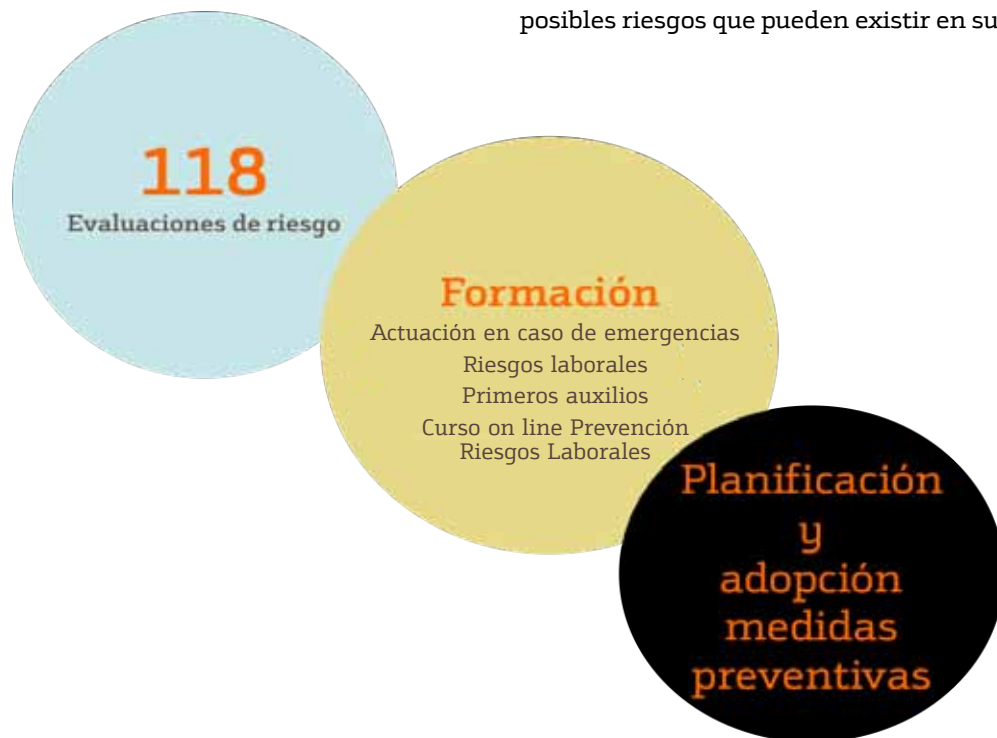 posibles riesgos que pueden existir en su
118
Evaluaciones de riesgo
Formación
Actuación en caso de emergencias
Riesgos laborales
Primeros auxilios
Curso on line Prevención
Riesgos Laborales
Planificación
y
adopción
medidas
preventivas